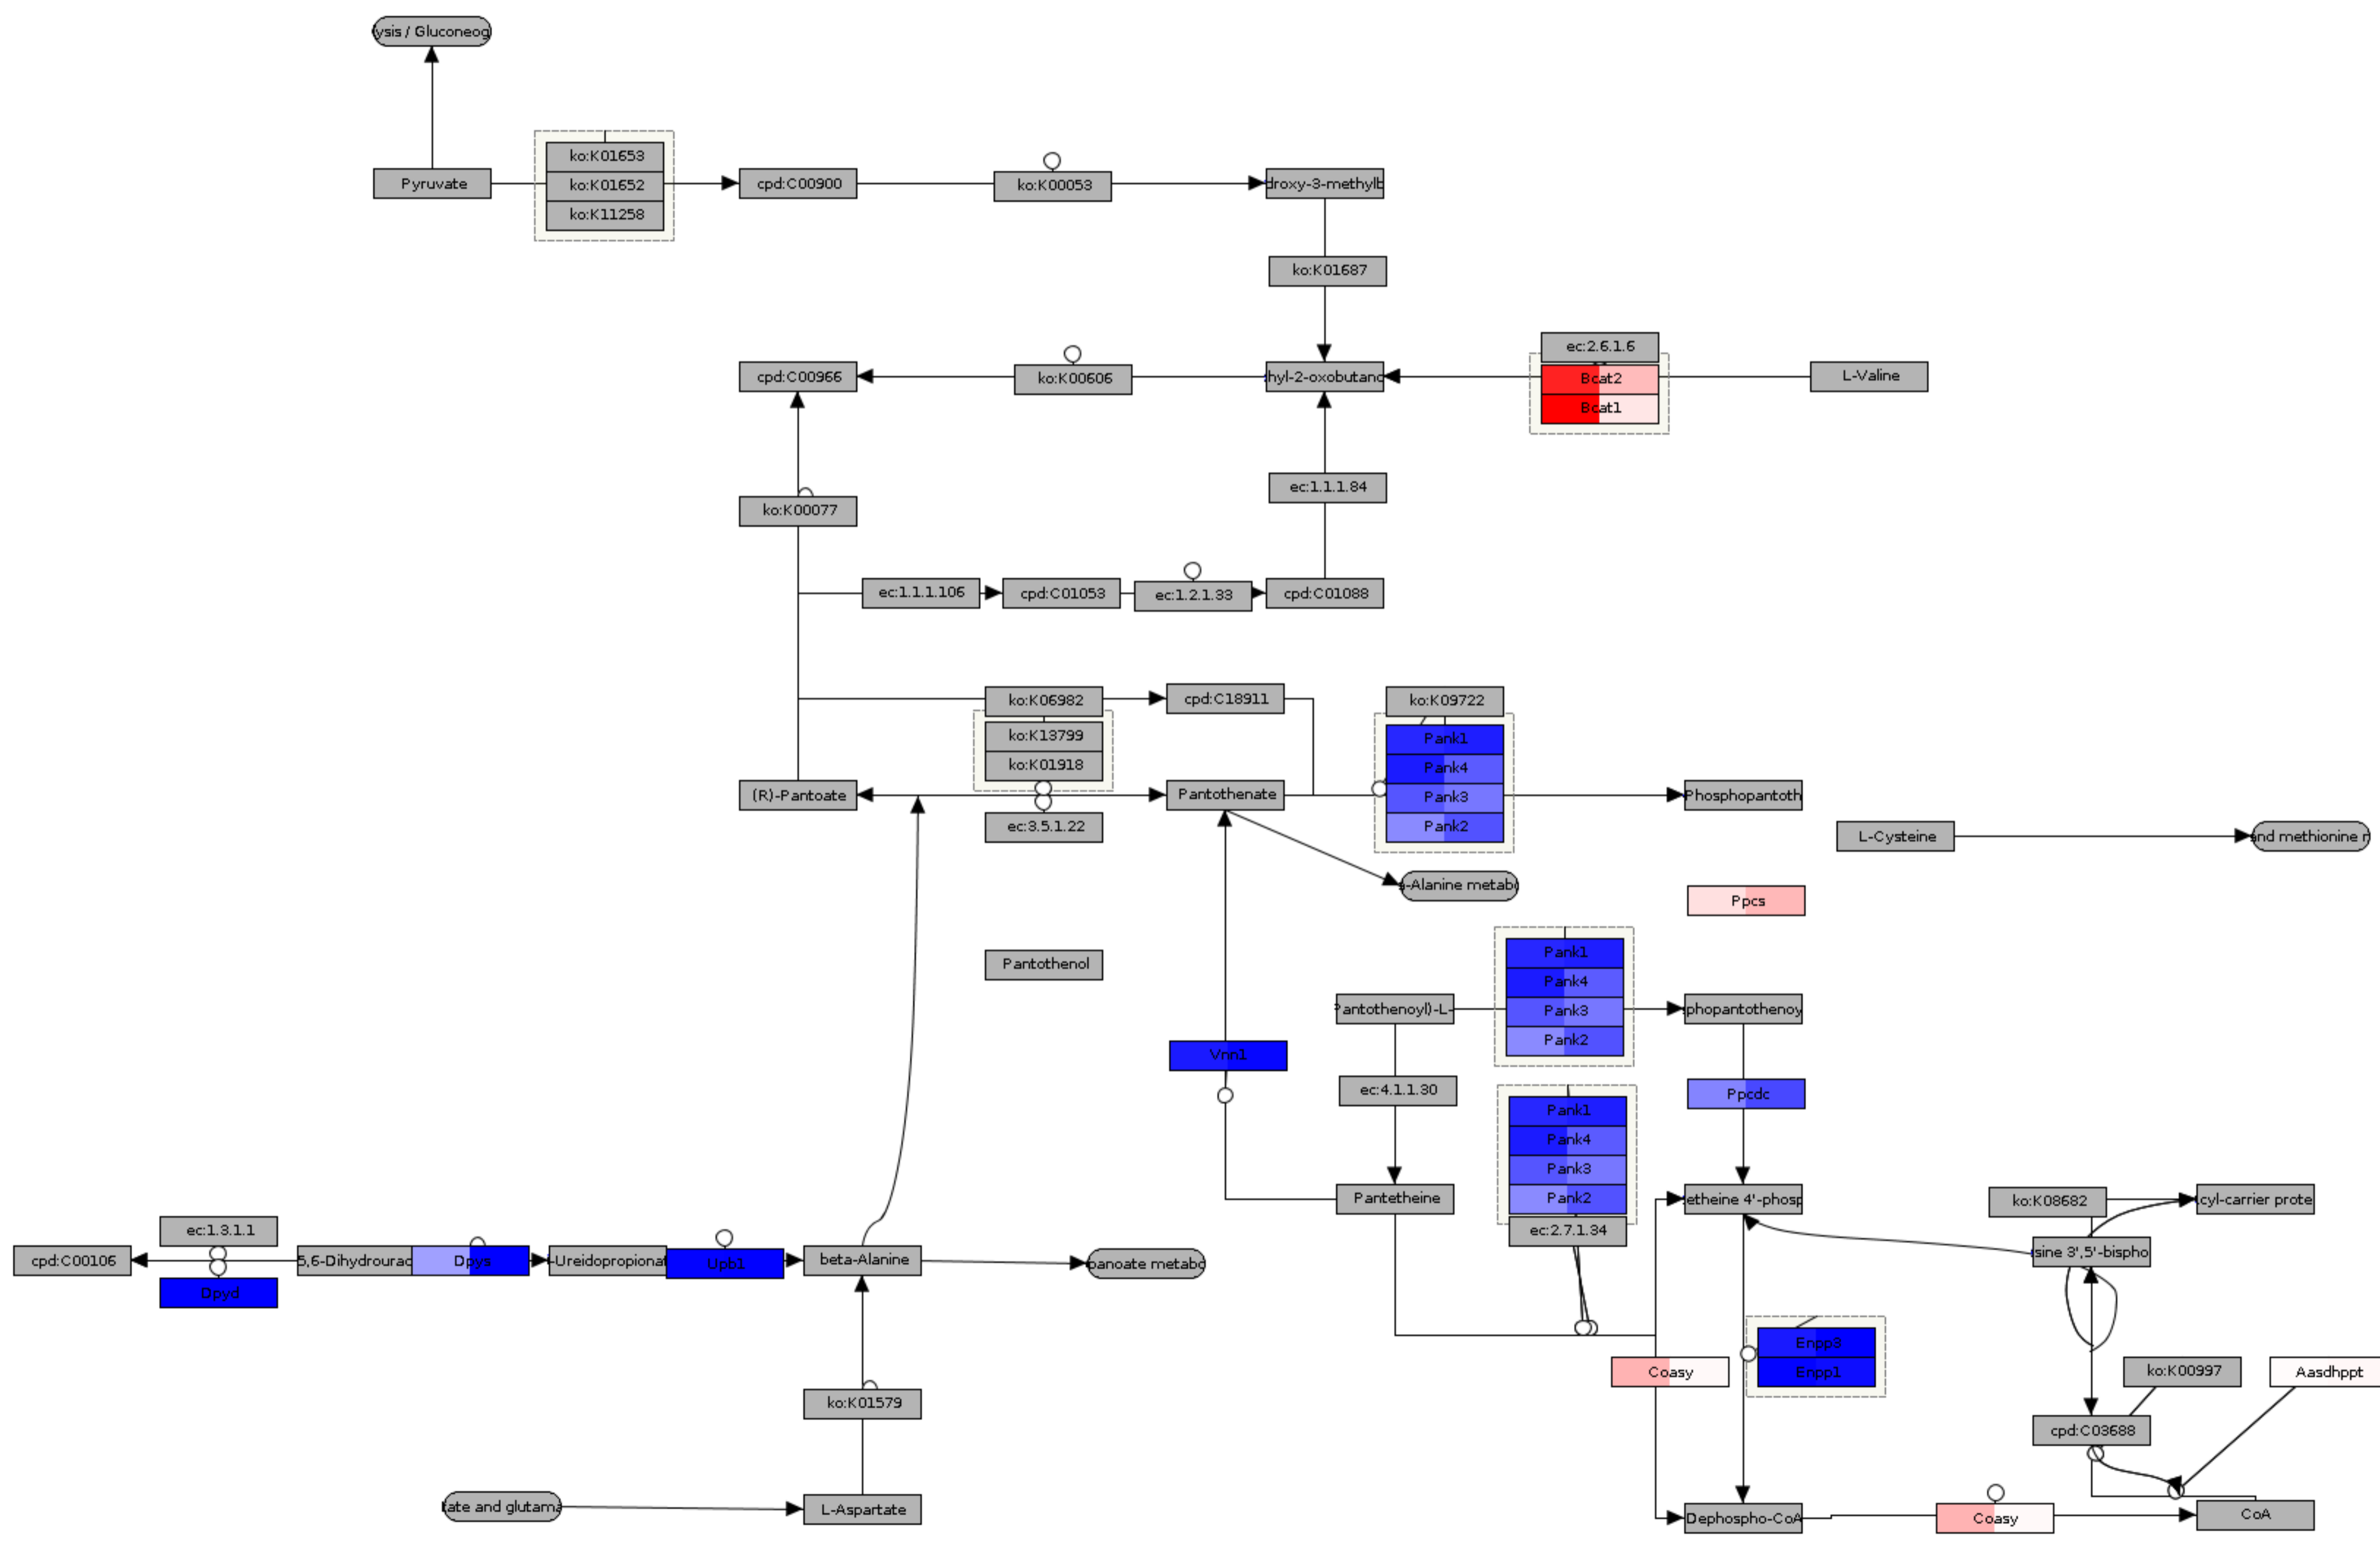 ysis / Gluconeog
ko:K01653
Pyruvate
ko:K01652
cpd:C00900
ko:K00053
droxy-3-methylb
ko:K11258
ko:K01687
ec:2.6.1.6
cpd:C00966
ko:K00606
hyl-2-oxobutano
Bcat2
L-Valine
Bcat1
ec:1.1.1.84
ko:K00077
ec:1.1.1.106
cpd:C01053
ec:1.2.1.33
cpd:C01088
ko:K06982
cpd:C18911
ko:K09722
ko:K13799
Pank1
ko:K01918
Pank4
(R)-Pantoate
Pantothenate
Pank3
Phosphopantoth
ec:3.5.1.22
Pank2
L-Cysteine
and methionine m
-Alanine metabo
Ppcs
Pantothenol
Pank1
Pank4
Pantothenoyl)-L-
Pank3
phopantothenoy
Pank2
Vnn1
ec:4.1.1.30
Ppcdc
Pank1
Pank4
Pank3
Pantetheine
Pank2
etheine 4'-phosp
ko:K08682
cyl-carrier prote
ec:1.3.1.1
ec:2.7.1.34
sine 3',5'-bispho
cpd:C00106
5,6-Dihydrourac
Dpys
-Ureidopropionat
Upb1
beta-Alanine
panoate metabo
Dpyd
Enpp3
Coasy
Enpp1
ko:K00997
Aasdhppt
ko:K01579
cpd:C03688
tate and glutama
L-Aspartate
Dephospho-CoA
Coasy
CoA